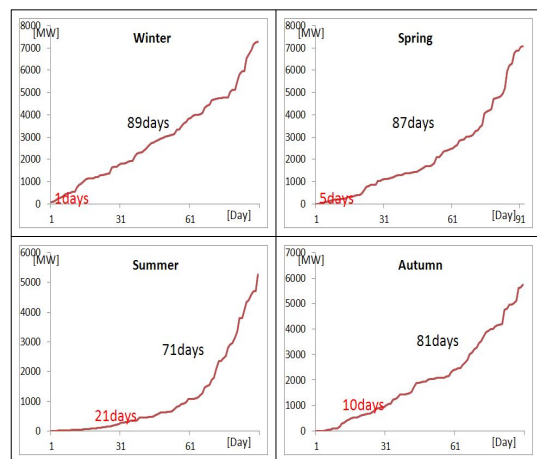 8000
[MW]
Winter
7000
6000
5000
4000
89days
3000
2000
1000
0
1days
1
31
61
[Day]
8000
[MW]
Spring
7000
6000
5000
4000
87days
3000
2000
1000
0
5days
1
31
61
[Day]
91
6000
[MW]
Summer
5000
4000
3000
71days
2000
1000
21days
0
1
31
61
[Day]
7000
[MW]
Autumn
6000
5000
4000
81days
3000
2000
1000
10days
0
1
31
61
[Day]